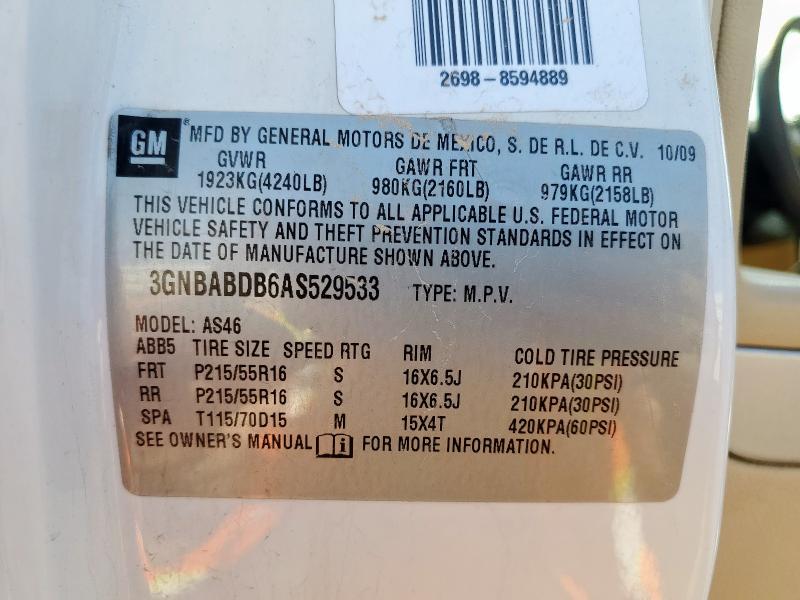 2698-8594889
GM ® MFD BY GENERAL MOTORS DE MEXICO, S. DE R.L. DE C.V. 10/09
GVWR GAWR FRT GAWR RR
1923KG(4240LB) 980KG(2160LB) 979KG(2158LB)
THIS VEHICLE CONFORMS TO ALL APPLICABLE U.S. FEDERAL MOTOR
VEHICLE SAFETY AND THEFT PREVENTION STANDARDS IN EFFECT ON
THE DATE OF MANUFACTURE SHOWN ABOVE.
3GNBABDB6AS529533 TYPE: M.P.V.
MODEL: AS46
ABB5 TIRE SIZE SPEED RTG RIM COLD TIRE PRESSURE
FRT P215/55R16 S 16X6.5J 210KPA(30PSI)
RR P215/55R16 S 16X6.5J 210KPA(30PSI)
SPA T115/70D15 M 15X4T 420KPA(60PSI)
SEE OWNER'S MANUAL FOR MORE INFORMATION.